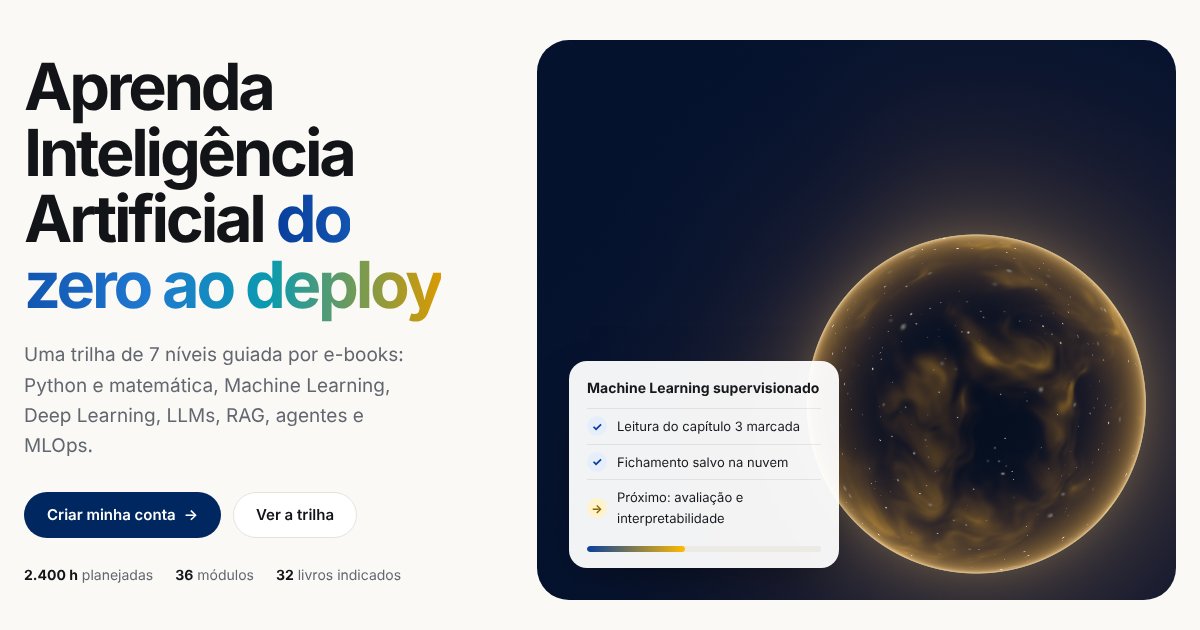 Aprenda
Inteligência
Artificial do
zero ao deploy
Uma trilha de 7 níveis guiada por e-books:
Python e matemática, Machine Learning,
Deep Learning, LLMs, RAG, agentes e
MLOps.
Criar minha conta →
Ver a trilha
2.400 h planejadas
36 módulos
32 livros indicados
Machine Learning supervisionado
Leitura do capítulo 3 marcada
Fichamento salvo na nuvem
Próximo: avaliação e
interpretabilidade